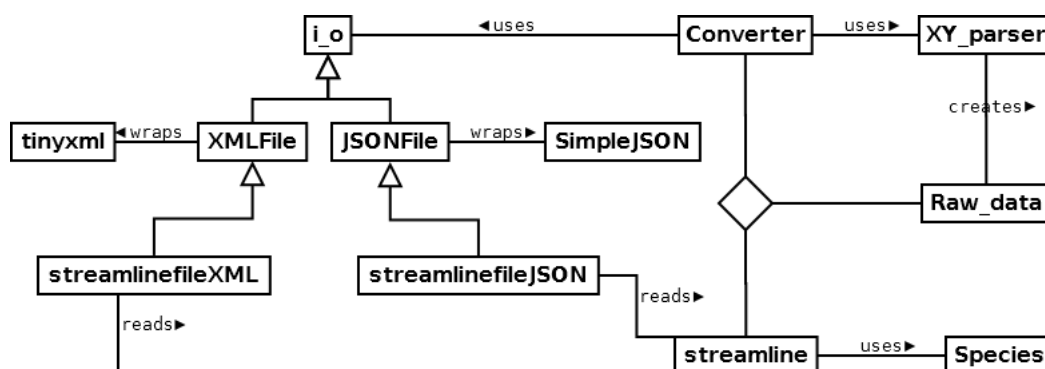 i_o
◄uses
Converter
uses►
XY_parser
creates►
tinyxml
◄wraps
XMLFile
JSONFile
wraps►
SimpleJSON
Raw_data
streamlinefileXML
streamlinefileJSON
reads►
reads►
streamline
uses►
Species